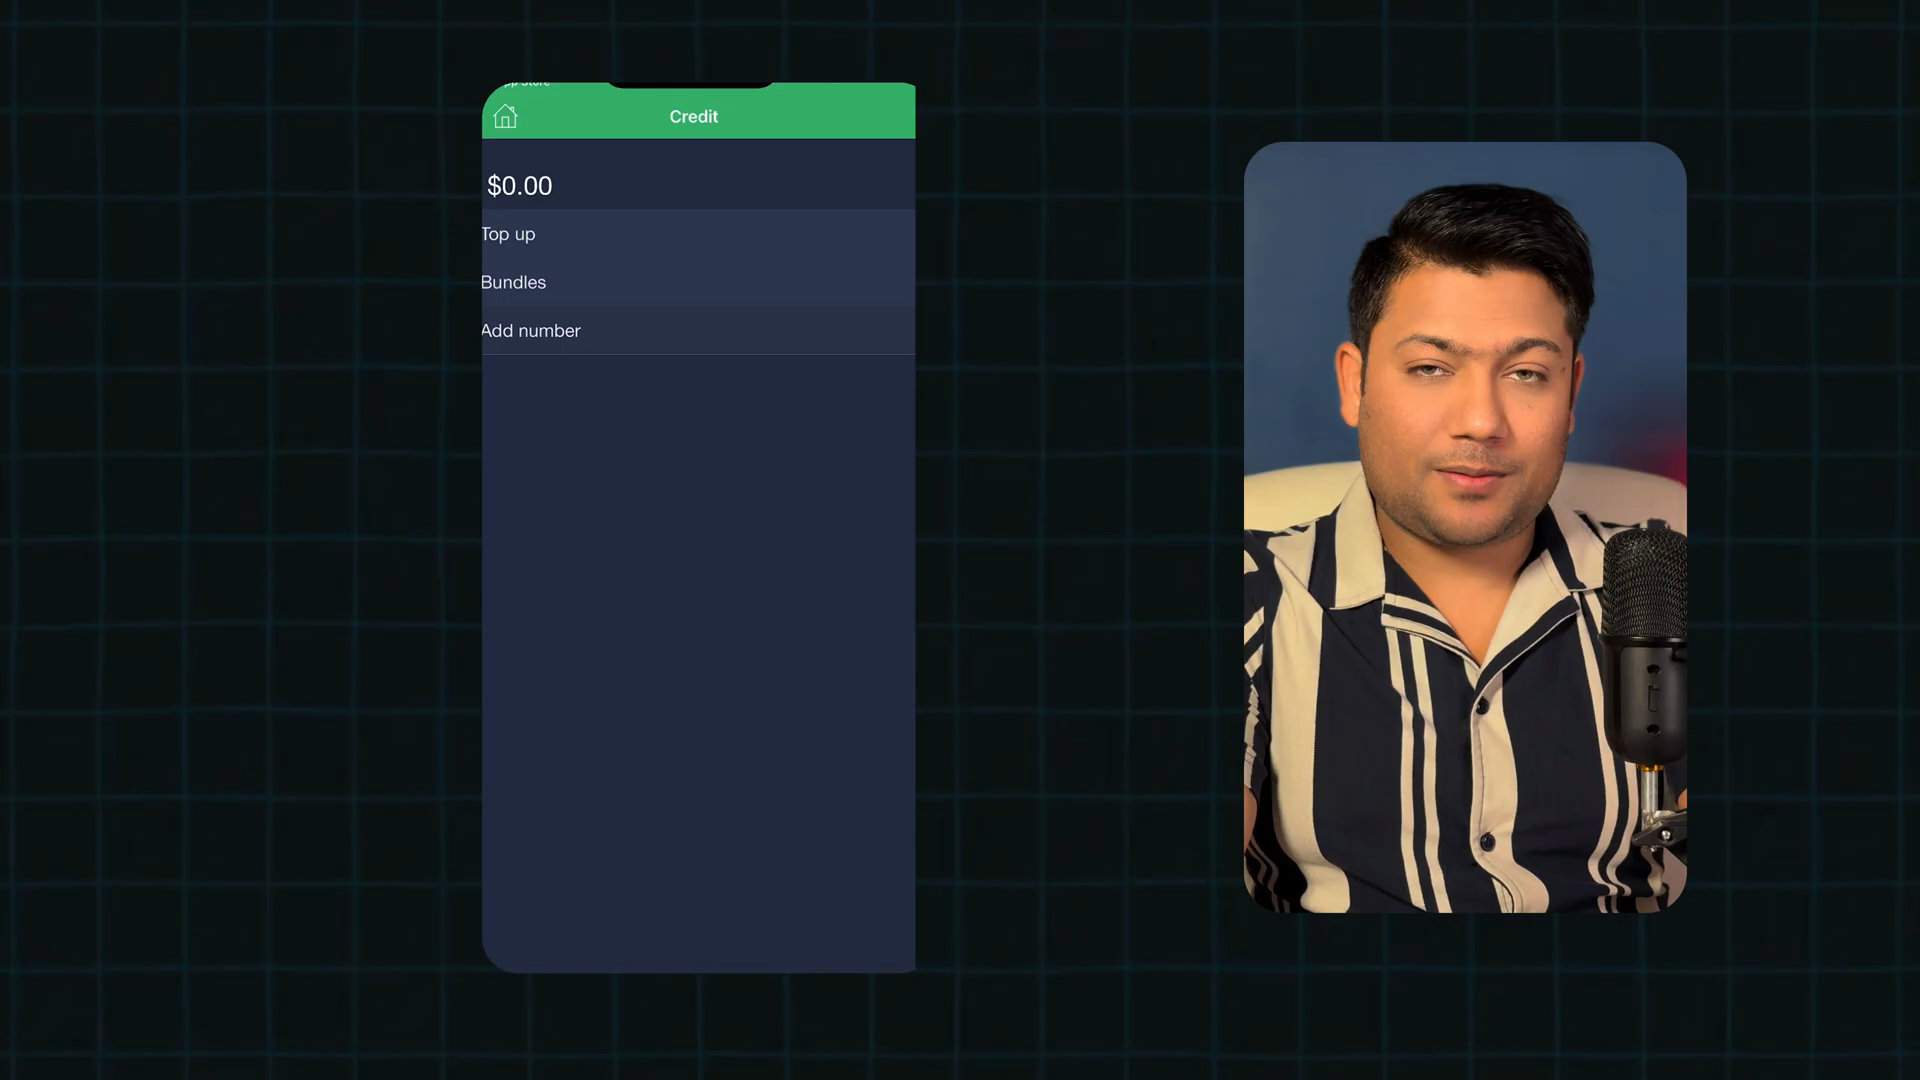 Credit
$0.00
Top up
Bundles
Add number